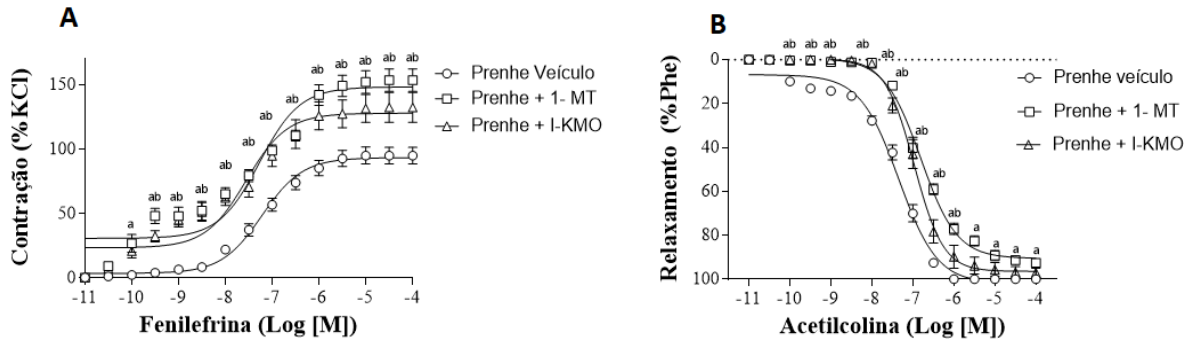 A
Contração (%KCl)
150
100
50
0
-11 -10 -9 -8 -7 -6 -5 -4
Fenilefrina (Log [M])
a ab ab ab ab ab ab ab ab ab ab ab ab
Prenhe Veículo
Prenhe + 1- MT
Prenhe + I-KMO
B
Relaxamento (%Phe)
0
20
40
60
80
100
-11 -10 -9 -8 -7 -6 -5 -4
Acetilcolina (Log [M])
ab ab ab ab ab ab ab ab ab ab a a a
Prenhe veículo
Prenhe + 1- MT
Prenhe + I-KMO